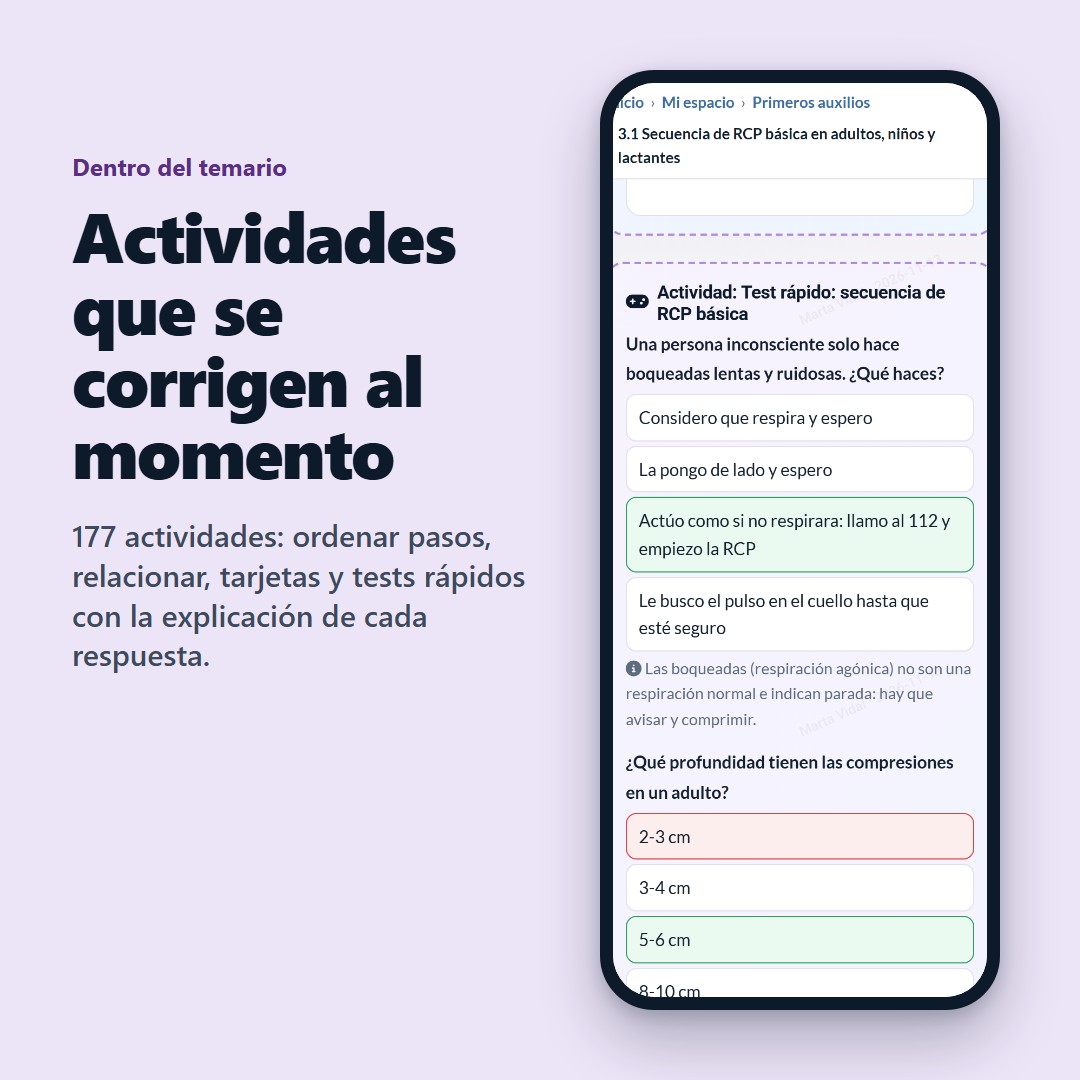 Dentro del temario
Actividades
que se
corrigen al
momento
177 actividades: ordenar pasos,
relacionar, tarjetas y tests rápidos
con la explicación de cada
respuesta.
icio › Mi espacio › Primeros auxilios
3.1 Secuencia de RCP básica en adultos, niños y
lactantes
Actividad: Test rápido: secuencia de
RCP básica
Una persona inconsciente solo hace
boqueadas lentas y ruidosas. ¿Qué haces?
Considero que respira y espero
La pongo de lado y espero
Actúo como si no respirara: llamo al 112 y
empiezo la RCP
Le busco el pulso en el cuello hasta que
esté seguro
Las boqueadas (respiración agónica) no son una
respiración normal e indican parada: hay que
avisar y comprimir.
Marta Vidal
¿Qué profundidad tienen las compresiones
en un adulto?
2-3 cm
3-4 cm
5-6 cm
8-10 cm